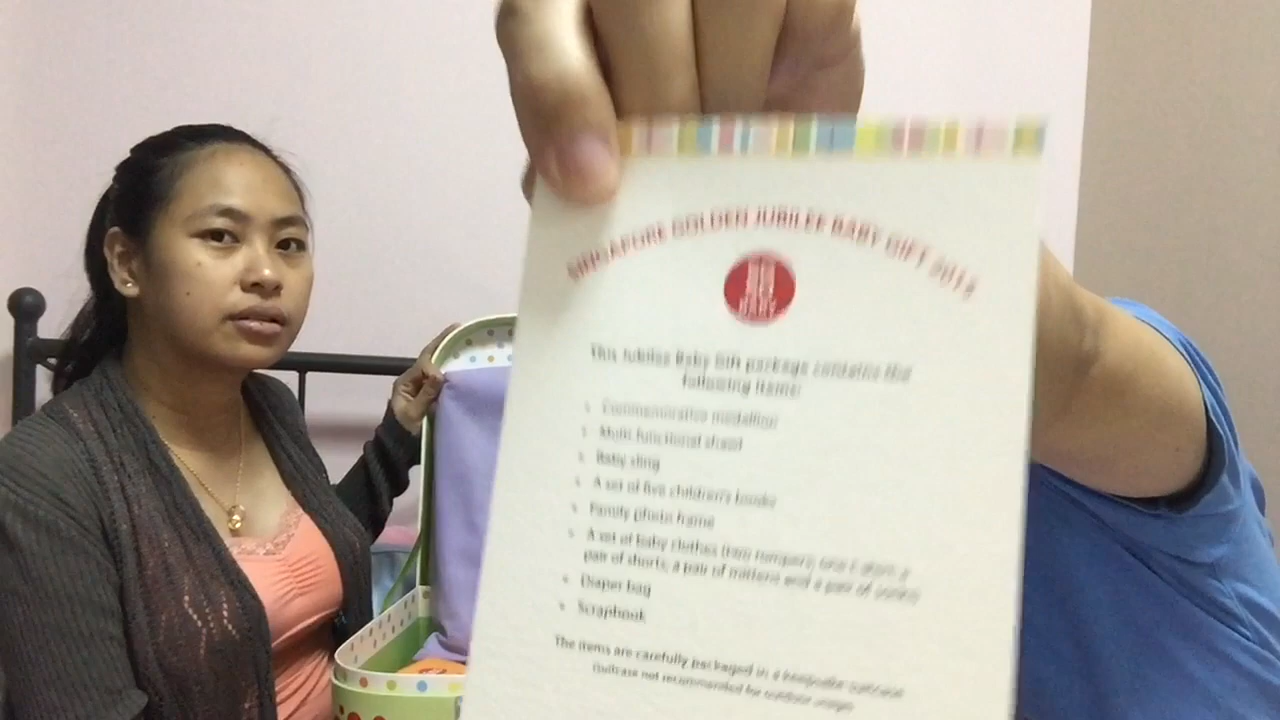 SINGAPORE GOLDEN JUBILEE BABY GIFT
BABY
This Jubilee Baby Gift package contains the
following items:
Commemorative medallion
Multi-functional shawl
Baby sling
A set of five children's books
Family photo frame
A set of baby clothes (two rompers, one t-shirt, a
pair of shorts, a pair of mittens and a pair of socks)
Diaper bag
Scrapbook
The items are carefully packaged in a keepsake suitcase
(suitcase not recommended for outdoor usage)